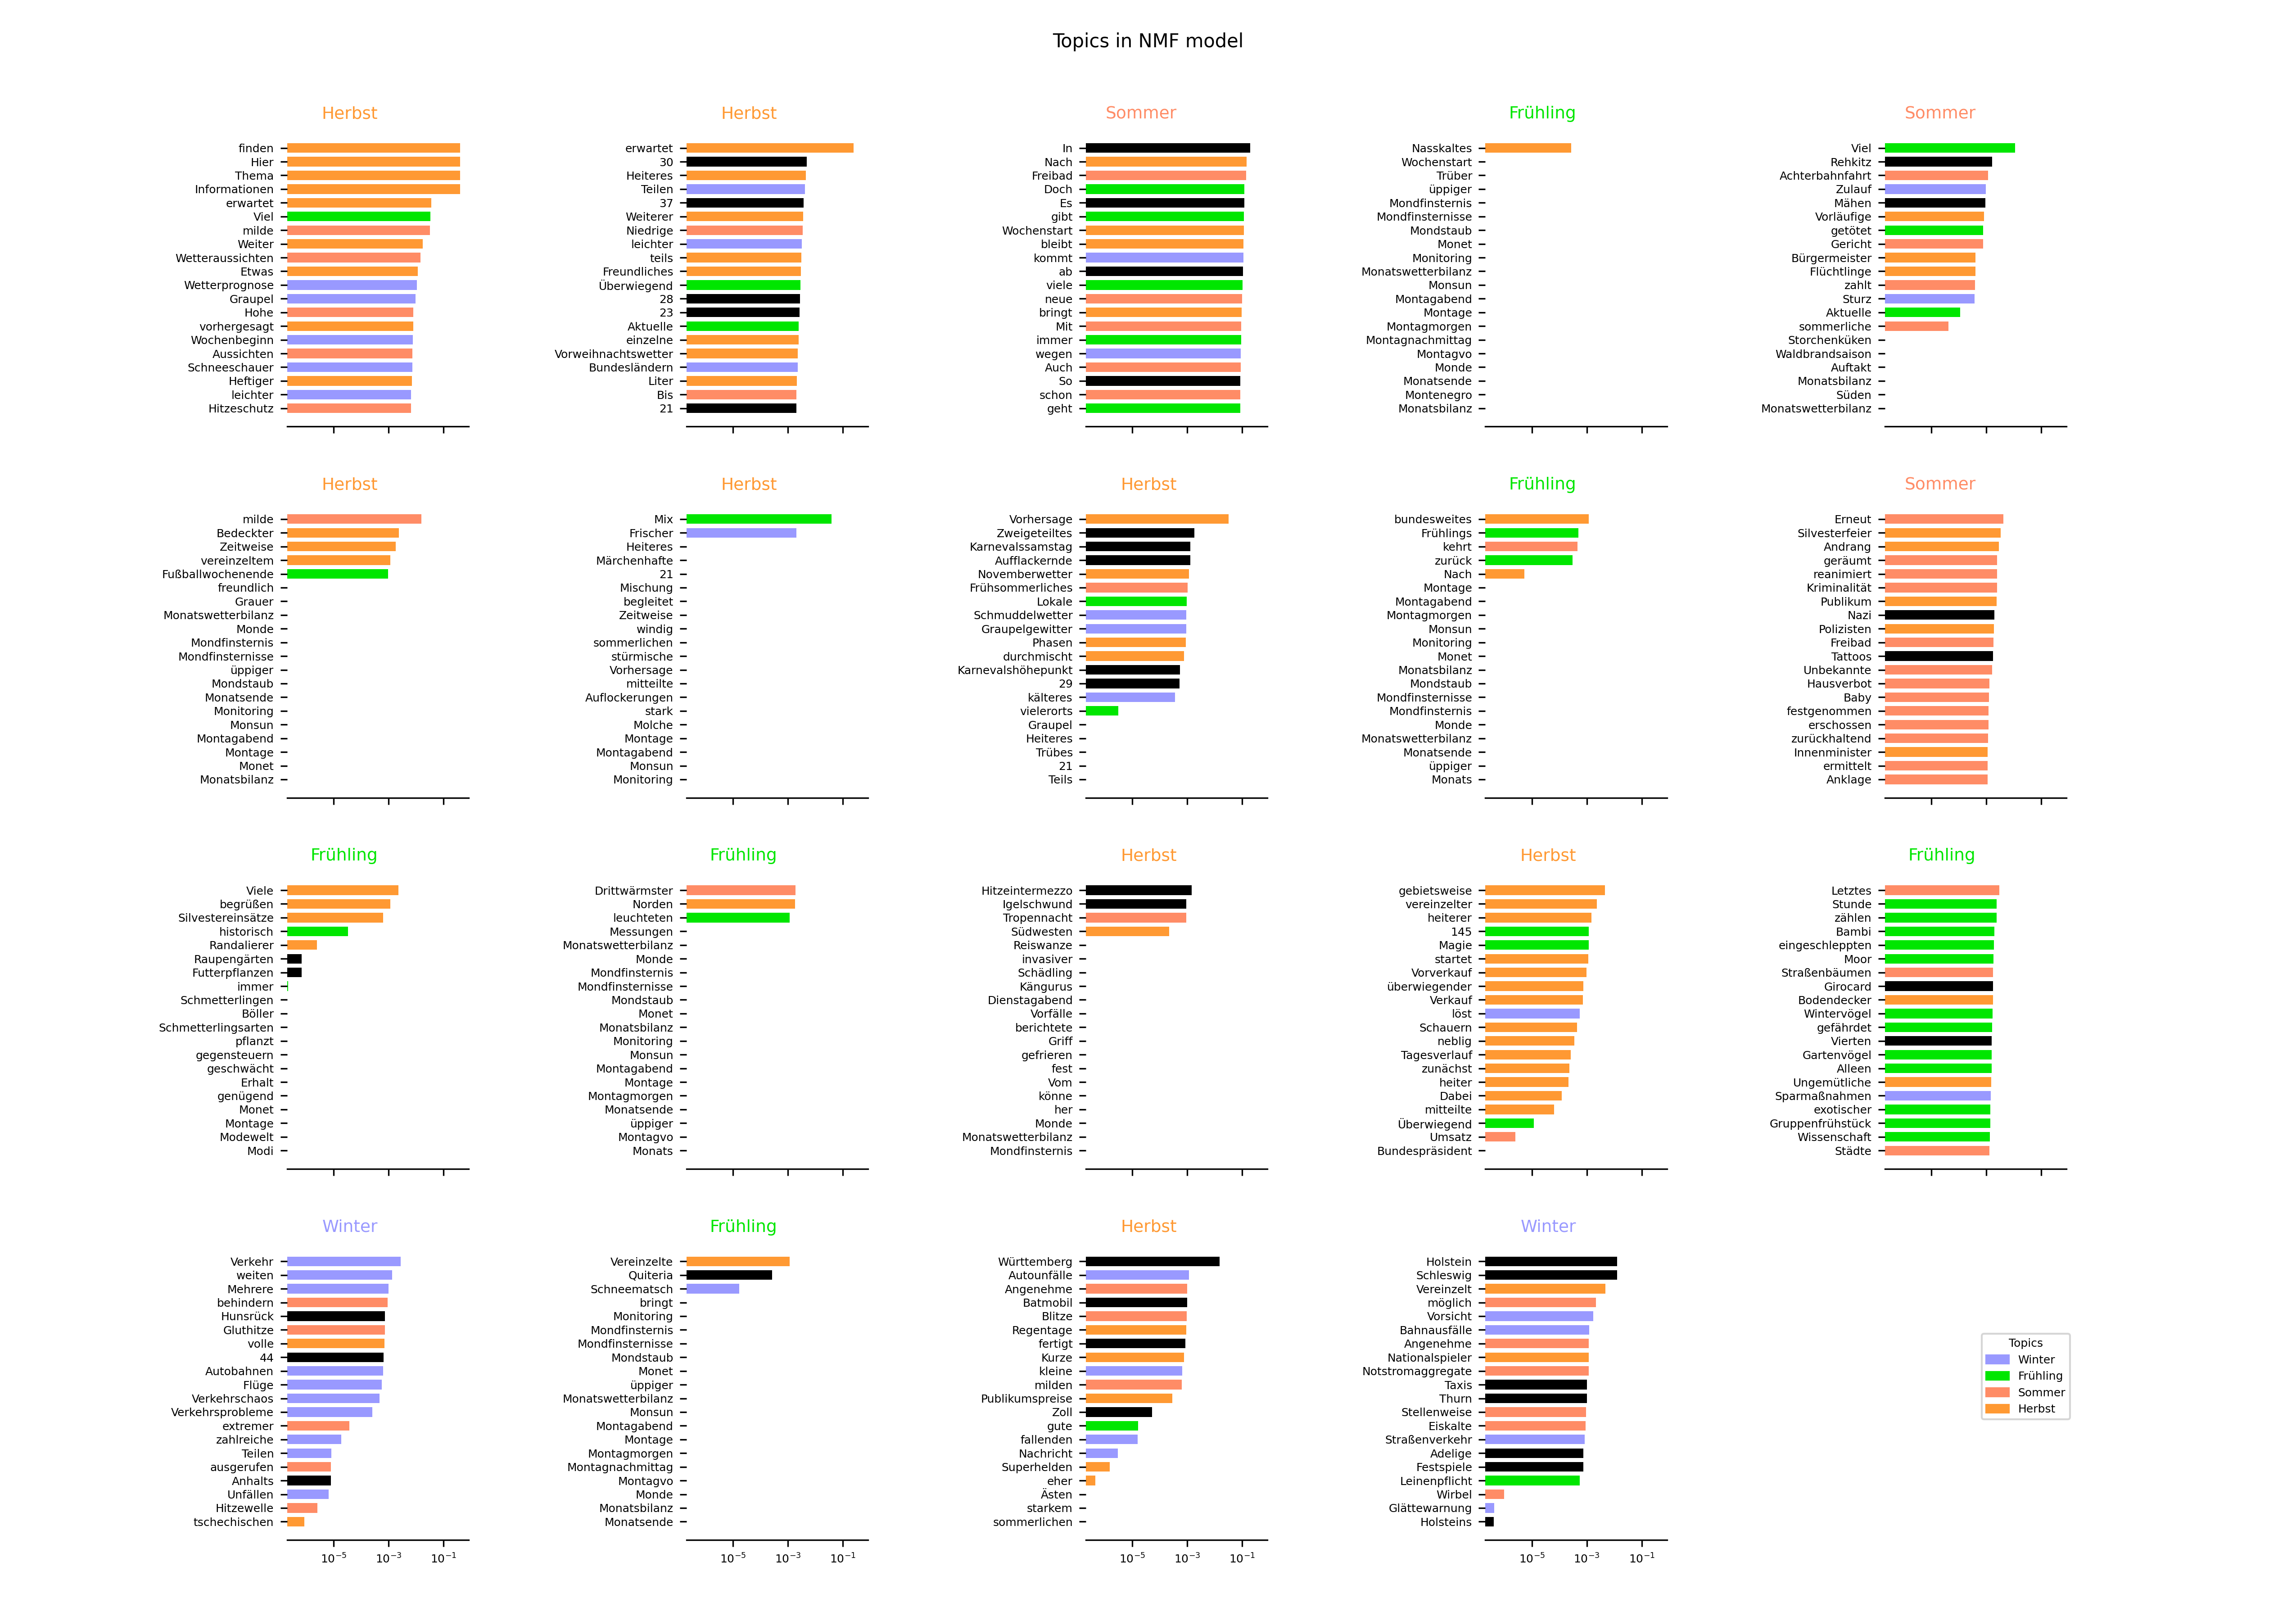 Topics in NMF model
Herbst
finden
Hier
Thema
Informationen
erwartet
Viel
milde
Weiter
Wetteraussichten
Etwas
Wetterprognose
Graupel
Hohe
vorhergesagt
Wochenbeginn
Aussichten
Schneeschauer
Heftiger
leichter
Hitzeschutz
Herbst
erwartet
30
Heiteres
Teilen
37
Weiterer
Niedrige
leichter
teils
Freundliches
Überwiegend
28
23
Aktuelle
einzelne
Vorweihnachtswetter
Bundesländern
Liter
Bis
21
Sommer
In
Nach
Freibad
Doch
Es
gibt
Wochenstart
bleibt
kommt
ab
viele
neue
bringt
Mit
immer
wegen
Auch
So
schon
geht
Frühling
Nasskaltes
Wochenstart
Trüber
üppiger
Mondfinsternis
Mondfinsternisse
Mondstaub
Monet
Monitoring
Monatswetterbilanz
Monsun
Montagabend
Montage
Montagmorgen
Montagnachmittag
Montagvo
Monde
Monatsende
Montenegro
Monatsbilanz
Sommer
Viel
Rehkitz
Achterbahnfahrt
Zulauf
Mähen
Vorläufige
getötet
Gericht
Bürgermeister
Flüchtlinge
zahlt
Sturz
Aktuelle
sommerliche
Storchenküken
Waldbrandsaison
Auftakt
Monatsbilanz
Süden
Monatswetterbilanz
Herbst
milde
Bedeckter
Zeitweise
vereinzeltem
Fußballwochenende
freundlich
Grauer
Monatswetterbilanz
Monde
Mondfinsternis
Mondfinsternisse
üppiger
Mondstaub
Monatsende
Monitoring
Monsun
Montagabend
Montage
Monet
Monatsbilanz
Herbst
Mix
Frischer
Heiteres
Märchenhafte
21
Mischung
begleitet
Zeitweise
windig
sommerlichen
stürmische
Vorhersage
mitteilte
Auflockerungen
stark
Molche
Montage
Montagabend
Monsun
Monitoring
Herbst
Vorhersage
Zweigeteiltes
Karnevalssamstag
Aufflackernde
Novemberwetter
Frühsommerliches
Lokale
Schmuddelwetter
Graupelgewitter
Phasen
durchmischt
Karnevalshöhepunkt
29
kälteres
vielerorts
Graupel
Heiteres
Trübes
21
Teils
Frühling
bundesweites
Frühlings
kehrt
zurück
Nach
Montage
Montagabend
Montagmorgen
Monsun
Monitoring
Monet
Monatsbilanz
Mondstaub
Mondfinsternisse
Mondfinsternis
Monde
Monatswetterbilanz
Monatsende
üppiger
Monats
Sommer
Erneut
Silvesterfeier
Andrang
geräumt
reanimiert
Kriminalität
Publikum
Nazi
Polizisten
Freibad
Tattoos
Unbekannte
Hausverbot
Baby
festgenommen
erschossen
zurückhaltend
Innenminister
ermittelt
Anklage
Frühling
Viele
begrüßen
Silvestereinsätze
historisch
Randalierer
Raupengärten
Futterpflanzen
immer
Schmetterlingen
Böller
Schmetterlingsarten
pflanzt
gegensteuern
geschwächt
Erhalt
genügend
Monet
Montage
Modewelt
Modi
Frühling
Drittwärmster
Norden
leuchteten
Messungen
Monatswetterbilanz
Monde
Mondfinsternis
Mondfinsternisse
Mondstaub
Monet
Monatsbilanz
Monitoring
Monsun
Montagabend
Montage
Montagmorgen
Monatsende
üppiger
Montagvo
Monats
Herbst
Hitzeintermezzo
Igelschwund
Tropennacht
Südwesten
Reiswanze
invasiver
Schädling
Kängurus
Dienstagabend
Vorfälle
berichtete
Griff
gefrieren
fest
Vom
könne
her
Monde
Monatswetterbilanz
Mondfinsternis
Herbst
gebietsweise
vereinzelter
heiterer
145
Magie
startet
Vorverkauf
überwiegender
Verkauf
löst
Schauern
neblig
Tagesverlauf
zunächst
heiter
Dabei
mitteilte
Überwiegend
Umsatz
Bundespräsident
Frühling
Letztes
Stunde
zählen
Bambi
eingeschleppten
Moor
Straßenbäumen
Girocard
Bodendecker
Wintervögel
gefährdet
Vierten
Gartenvögel
Alleen
Ungemütliche
Sparmaßnahmen
exotischer
Gruppenfrühstück
Wissenschaft
Städte
Winter
Verkehr
weiten
Mehrere
behindern
Hunsrück
Gluthitze
volle
44
Autobahnen
Flüge
Verkehrschaos
Verkehrsprobleme
extremer
zahlreiche
Teilen
ausgerufen
Anhalts
Unfällen
Hitzewelle
tschechischen
10⁻⁵ 10⁻³ 10⁻¹
Frühling
Vereinzelte
Quiteria
Schneematsch
bringt
Monitoring
Mondfinsternis
Mondfinsternisse
Mondstaub
Monet
üppiger
Monatswetterbilanz
Monsun
Montagabend
Montage
Montagmorgen
Montagnachmittag
Montagvo
Monde
Monatsbilanz
Monatsende
10⁻⁵ 10⁻³ 10⁻¹
Herbst
Württemberg
Autounfälle
Angenehme
Batmobil
Blitze
Regentage
fertigt
Kurze
kleine
milden
Publikumspreise
Zoll
gute
fallenden
Nachricht
Superhelden
eher
Ästen
starkem
sommerlichen
10⁻⁵ 10⁻³ 10⁻¹
Winter
Holstein
Schleswig
Vereinzelt
möglich
Vorsicht
Bahnausfälle
Angenehme
Nationalspieler
Notstromaggregate
Taxis
Thurn
Stellenweise
Eiskalte
Straßenverkehr
Adelige
Festspiele
Leinenpflicht
Wirbel
Glättewarnung
Holsteins
10⁻⁵ 10⁻³ 10⁻¹
Topics
Winter
Frühling
Sommer
Herbst